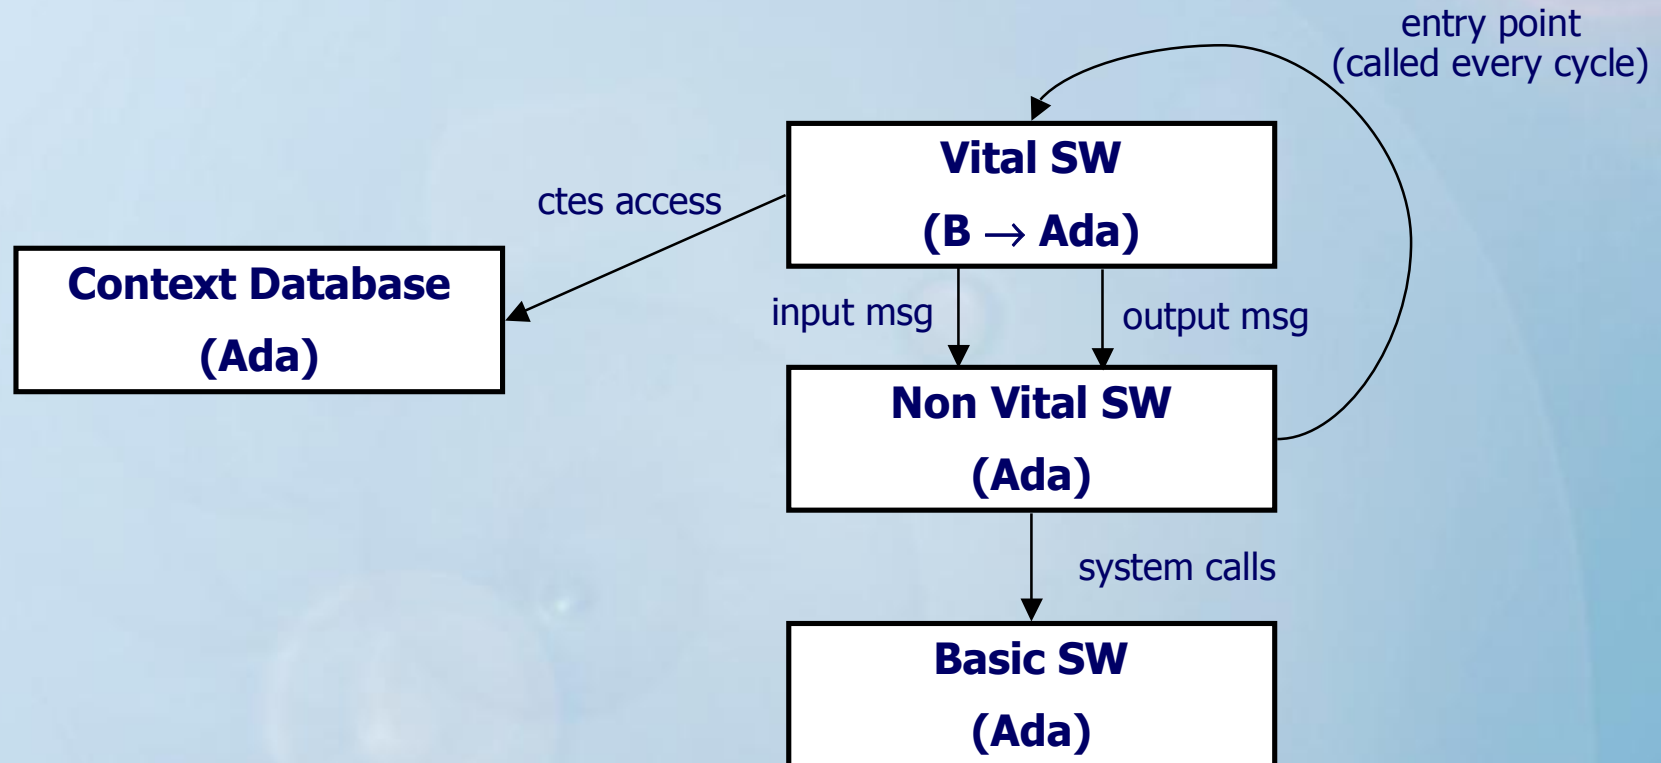 entry point
(called every cycle)
Vital SW
(B → Ada)
ctes access
Context Database
(Ada)
input msg
output msg
Non Vital SW
(Ada)
system calls
Basic SW
(Ada)